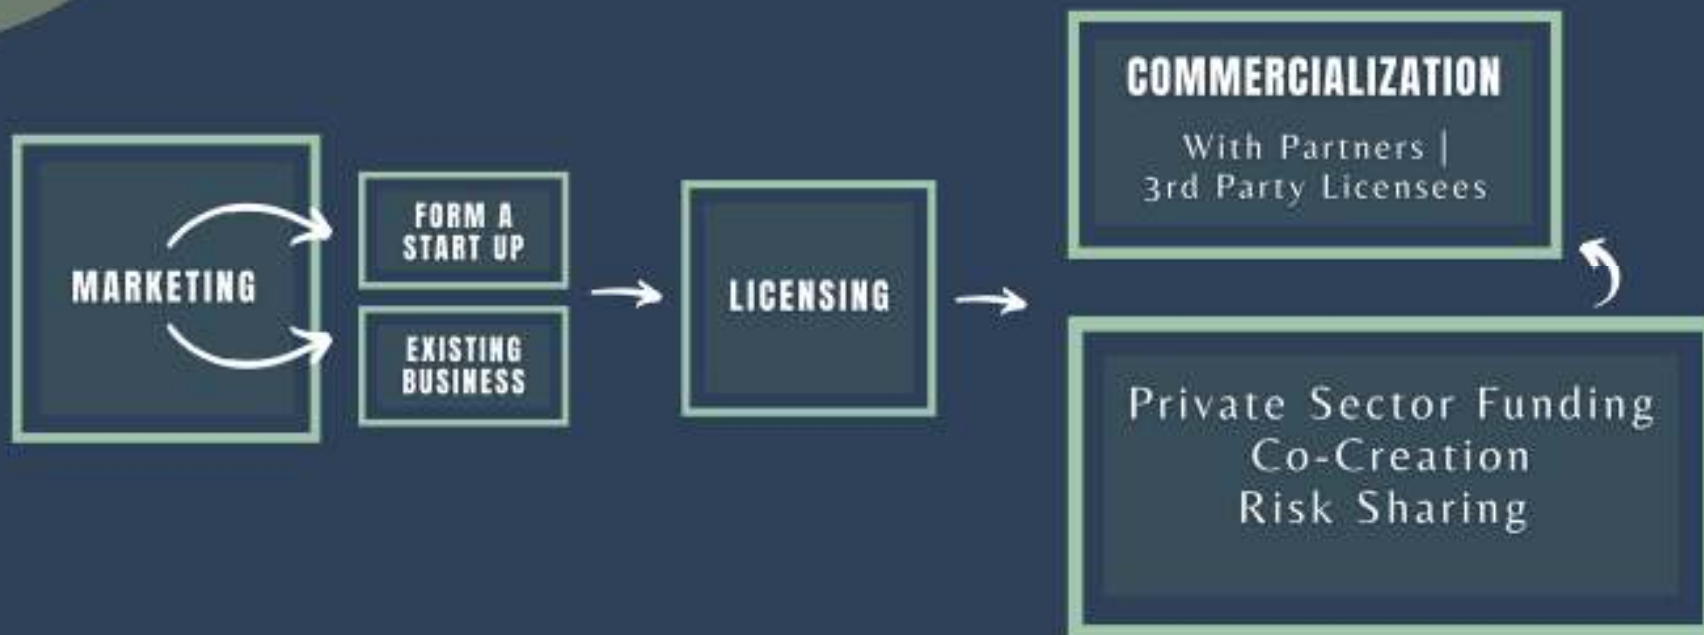 MARKETING
FORM A
START UP
EXISTING
BUSINESS
LICENSING
COMMERCIALIZATION
With Partners |
3rd Party Licensees
Private Sector Funding
Co-Creation
Risk Sharing